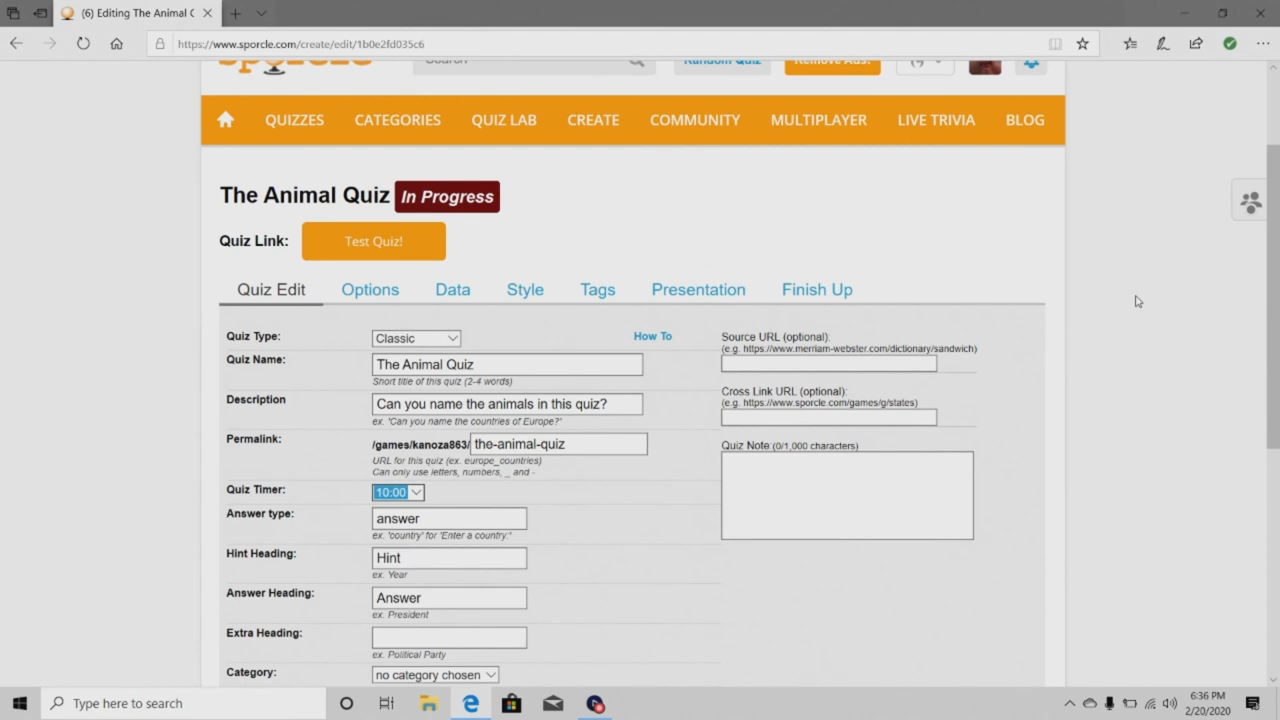 (6) Editing The Animal Q
https://www.sporcle.com/create/edit/1b0e2fd035c6
sporcle
Search
Random Quiz
Remove Ads!
QUIZZES CATEGORIES QUIZ LAB CREATE COMMUNITY MULTIPLAYER LIVE TRIVIA BLOG
The Animal Quiz In Progress
Quiz Link: Test Quiz!
Quiz Edit Options Data Style Tags Presentation Finish Up
Quiz Type: Classic How To
Quiz Name: The Animal Quiz
Short title of this quiz (2-4 words)
Description Can you name the animals in this quiz?
ex. 'Can you name the countries of Europe?'
Permalink: /games/kanoza863/ the-animal-quiz
URL for this quiz (ex. europe_countries)
Can only use letters, numbers, _ and -
Quiz Timer: 10:00
Answer type: answer
ex. 'country' for 'Enter a country:'
Hint Heading: Hint
ex. Year
Answer Heading: Answer
ex. President
Extra Heading:
ex. Political Party
Category: no category chosen
Source URL (optional):
(e.g. https://www.merriam-webster.com/dictionary/sandwich)
Cross Link URL (optional):
(e.g. https://www.sporcle.com/games/g/states)
Quiz Note (0/1,000 characters)
Type here to search
6:36 PM
2/20/2020